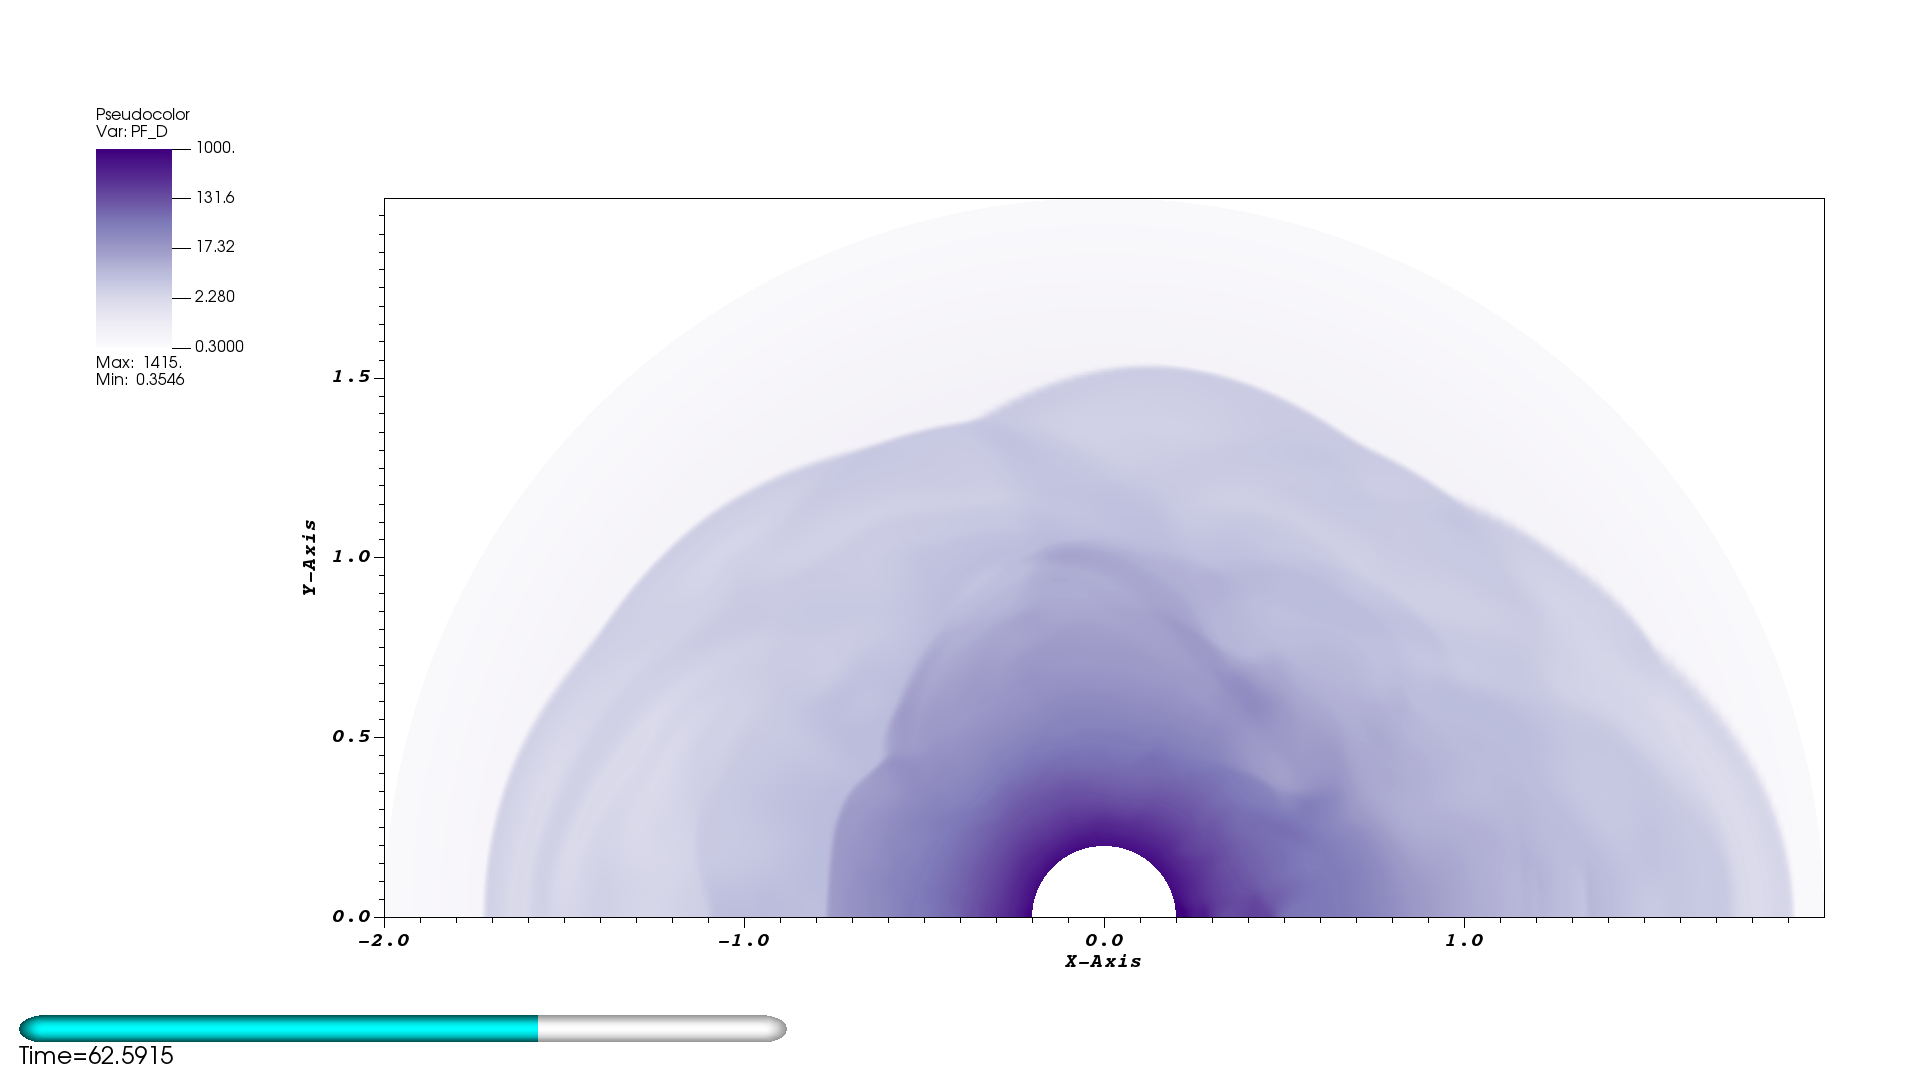 Pseudocolor
Var: PF_D
1000.
131.6
17.32
2.280
0.3000
Max: 1415.
Min: 0.3546
1.5
1.0
0.5
0.0
Y-Axis
-2.0
-1.0
0.0
1.0
X-Axis
Time=62.5915